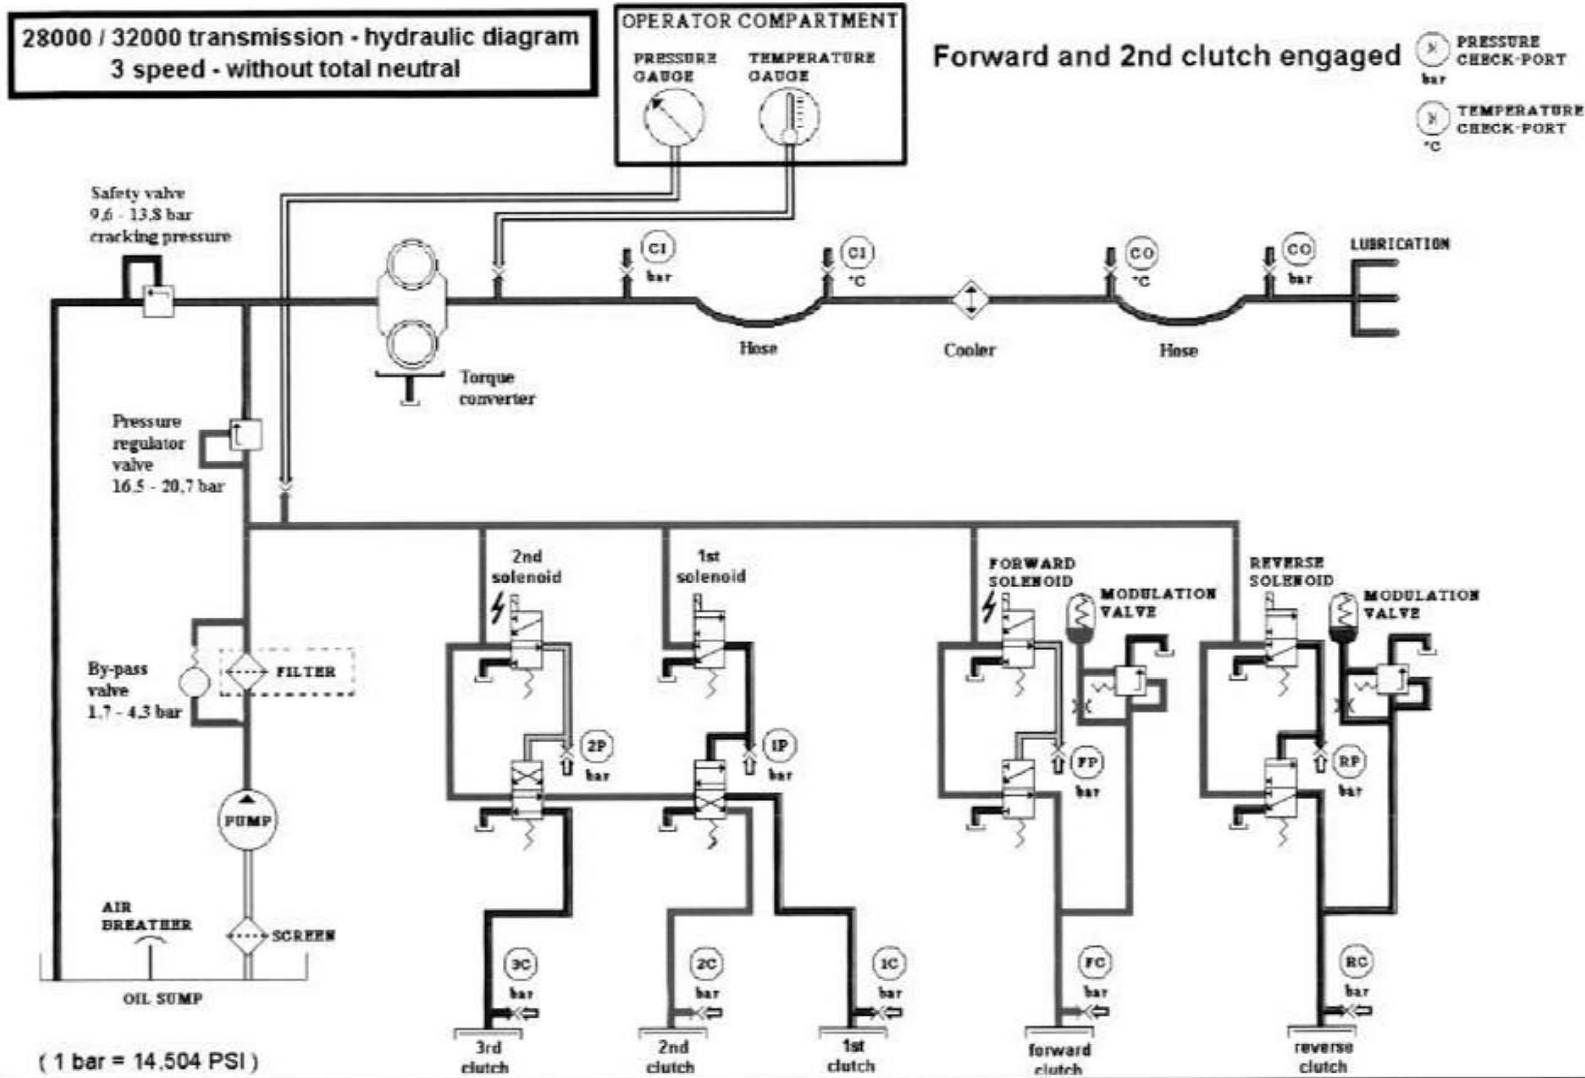 28000 / 32000 transmission - hydraulic diagram
3 speed - without total neutral
OPERATOR COMPARTMENT
PRESSURE
GAUGE
TEMPERATURE
GAUGE
Forward and 2nd clutch engaged
PRESSURE
CHECK-PORT
bar
TEMPERATURE
CHECK-PORT
°C
Safety valve
9,6 - 13,8 bar
cracking pressure
CI
bar
CI
°C
CO
°C
CO
bar
LUBRICATION
Hose
Cooler
Hose
Torque
converter
Pressure
regulator
valve
16,5 - 20,7 bar
2nd
solenoid
1st
solenoid
FORWARD
SOLENOID
MODULATION
VALVE
REVERSE
SOLENOID
MODULATION
VALVE
By-pass
valve
1,7 - 4,3 bar
FILTER
2P
bar
1P
bar
FP
bar
RP
bar
PUMP
AIR
BREATHER
SCREEN
OIL SUMP
3C
bar
2C
bar
1C
bar
FC
bar
RC
bar
3rd
clutch
2nd
clutch
1st
clutch
forward
clutch
reverse
clutch
( 1 bar = 14,504 PSI )